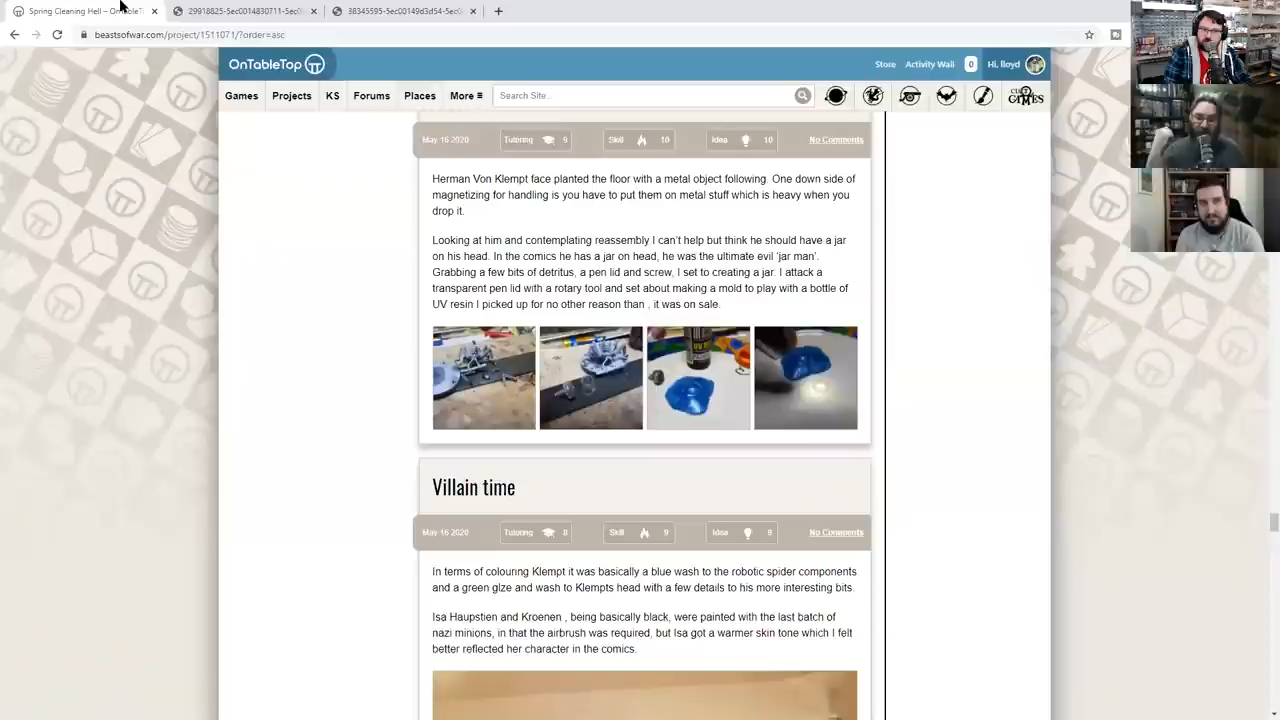 Spring Cleaning Hell – OnTableT
29918825-5ec0014830711-5ec0
38345595-5ec00149d3d54-5ec0
beastsofwar.com/project/1511071/?order=asc
OnTableTop
Store Activity Wall 0 Hi, lloyd
Games Projects KS Forums Places More Search Site...
GAMES
May 16 2020 Tutoring 9 Skill 10 Idea 10 No Comments
Herman Von Klempt face planted the floor with a metal object following. One down side of
magnetizing for handling is you have to put them on metal stuff which is heavy when you
drop it.
Looking at him and contemplating reassembly I can't help but think he should have a jar
on his head. In the comics he has a jar on head, he was the ultimate evil 'jar man'.
Grabbing a few bits of detritus, a pen lid and screw, I set to creating a jar. I attack a
transparent pen lid with a rotary tool and set about making a mold to play with a bottle of
UV resin I picked up for no other reason than , it was on sale.
Villain time
May 16 2020 Tutoring 8 Skill 9 Idea 9 No Comments
In terms of colouring Klempt it was basically a blue wash to the robotic spider components
and a green glze and wash to Klempts head with a few details to his more interesting bits.
Isa Haupstien and Kroenen , being basically black, were painted with the last batch of
nazi minions, in that the airbrush was required, but Isa got a warmer skin tone which I felt
better reflected her character in the comics.